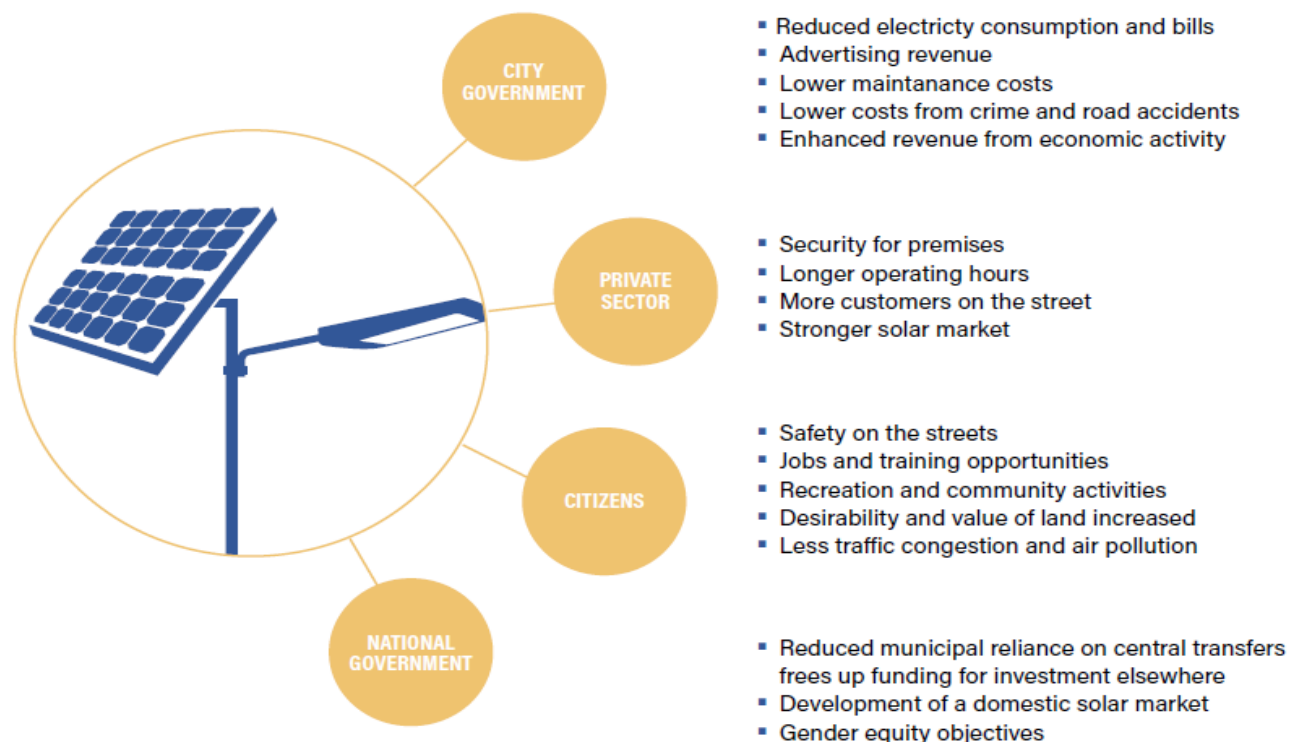 CITY
GOVERNMENT
▪ Reduced electricty consumption and bills
▪ Advertising revenue
▪ Lower maintanance costs
▪ Lower costs from crime and road accidents
▪ Enhanced revenue from economic activity
PRIVATE
SECTOR
▪ Security for premises
▪ Longer operating hours
▪ More customers on the street
▪ Stronger solar market
CITIZENS
▪ Safety on the streets
▪ Jobs and training opportunities
▪ Recreation and community activities
▪ Desirability and value of land increased
▪ Less traffic congestion and air pollution
NATIONAL
GOVERNMENT
▪ Reduced municipal reliance on central transfers
frees up funding for investment elsewhere
▪ Development of a domestic solar market
▪ Gender equity objectives